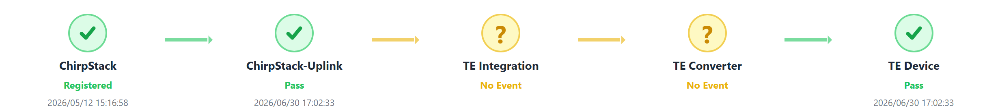 ?
?
ChirpStack
ChirpStack-Uplink
TE Integration
TE Converter
TE Device
Registered
Pass
No Event
No Event
Pass
2026/05/12 15:16:58
2026/06/30 17:02:33
2026/06/30 17:02:33